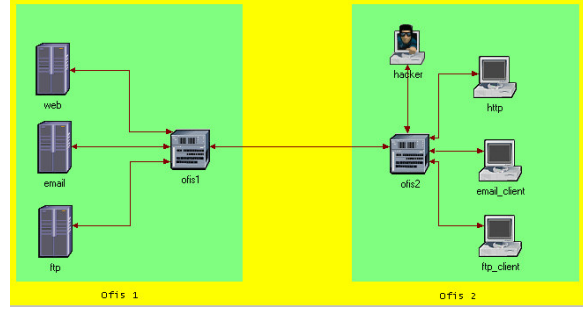 web
email
ftp
ofis1
Ofis 1
hacker
http
ofis2
email_client
ftp_client
Ofis 2